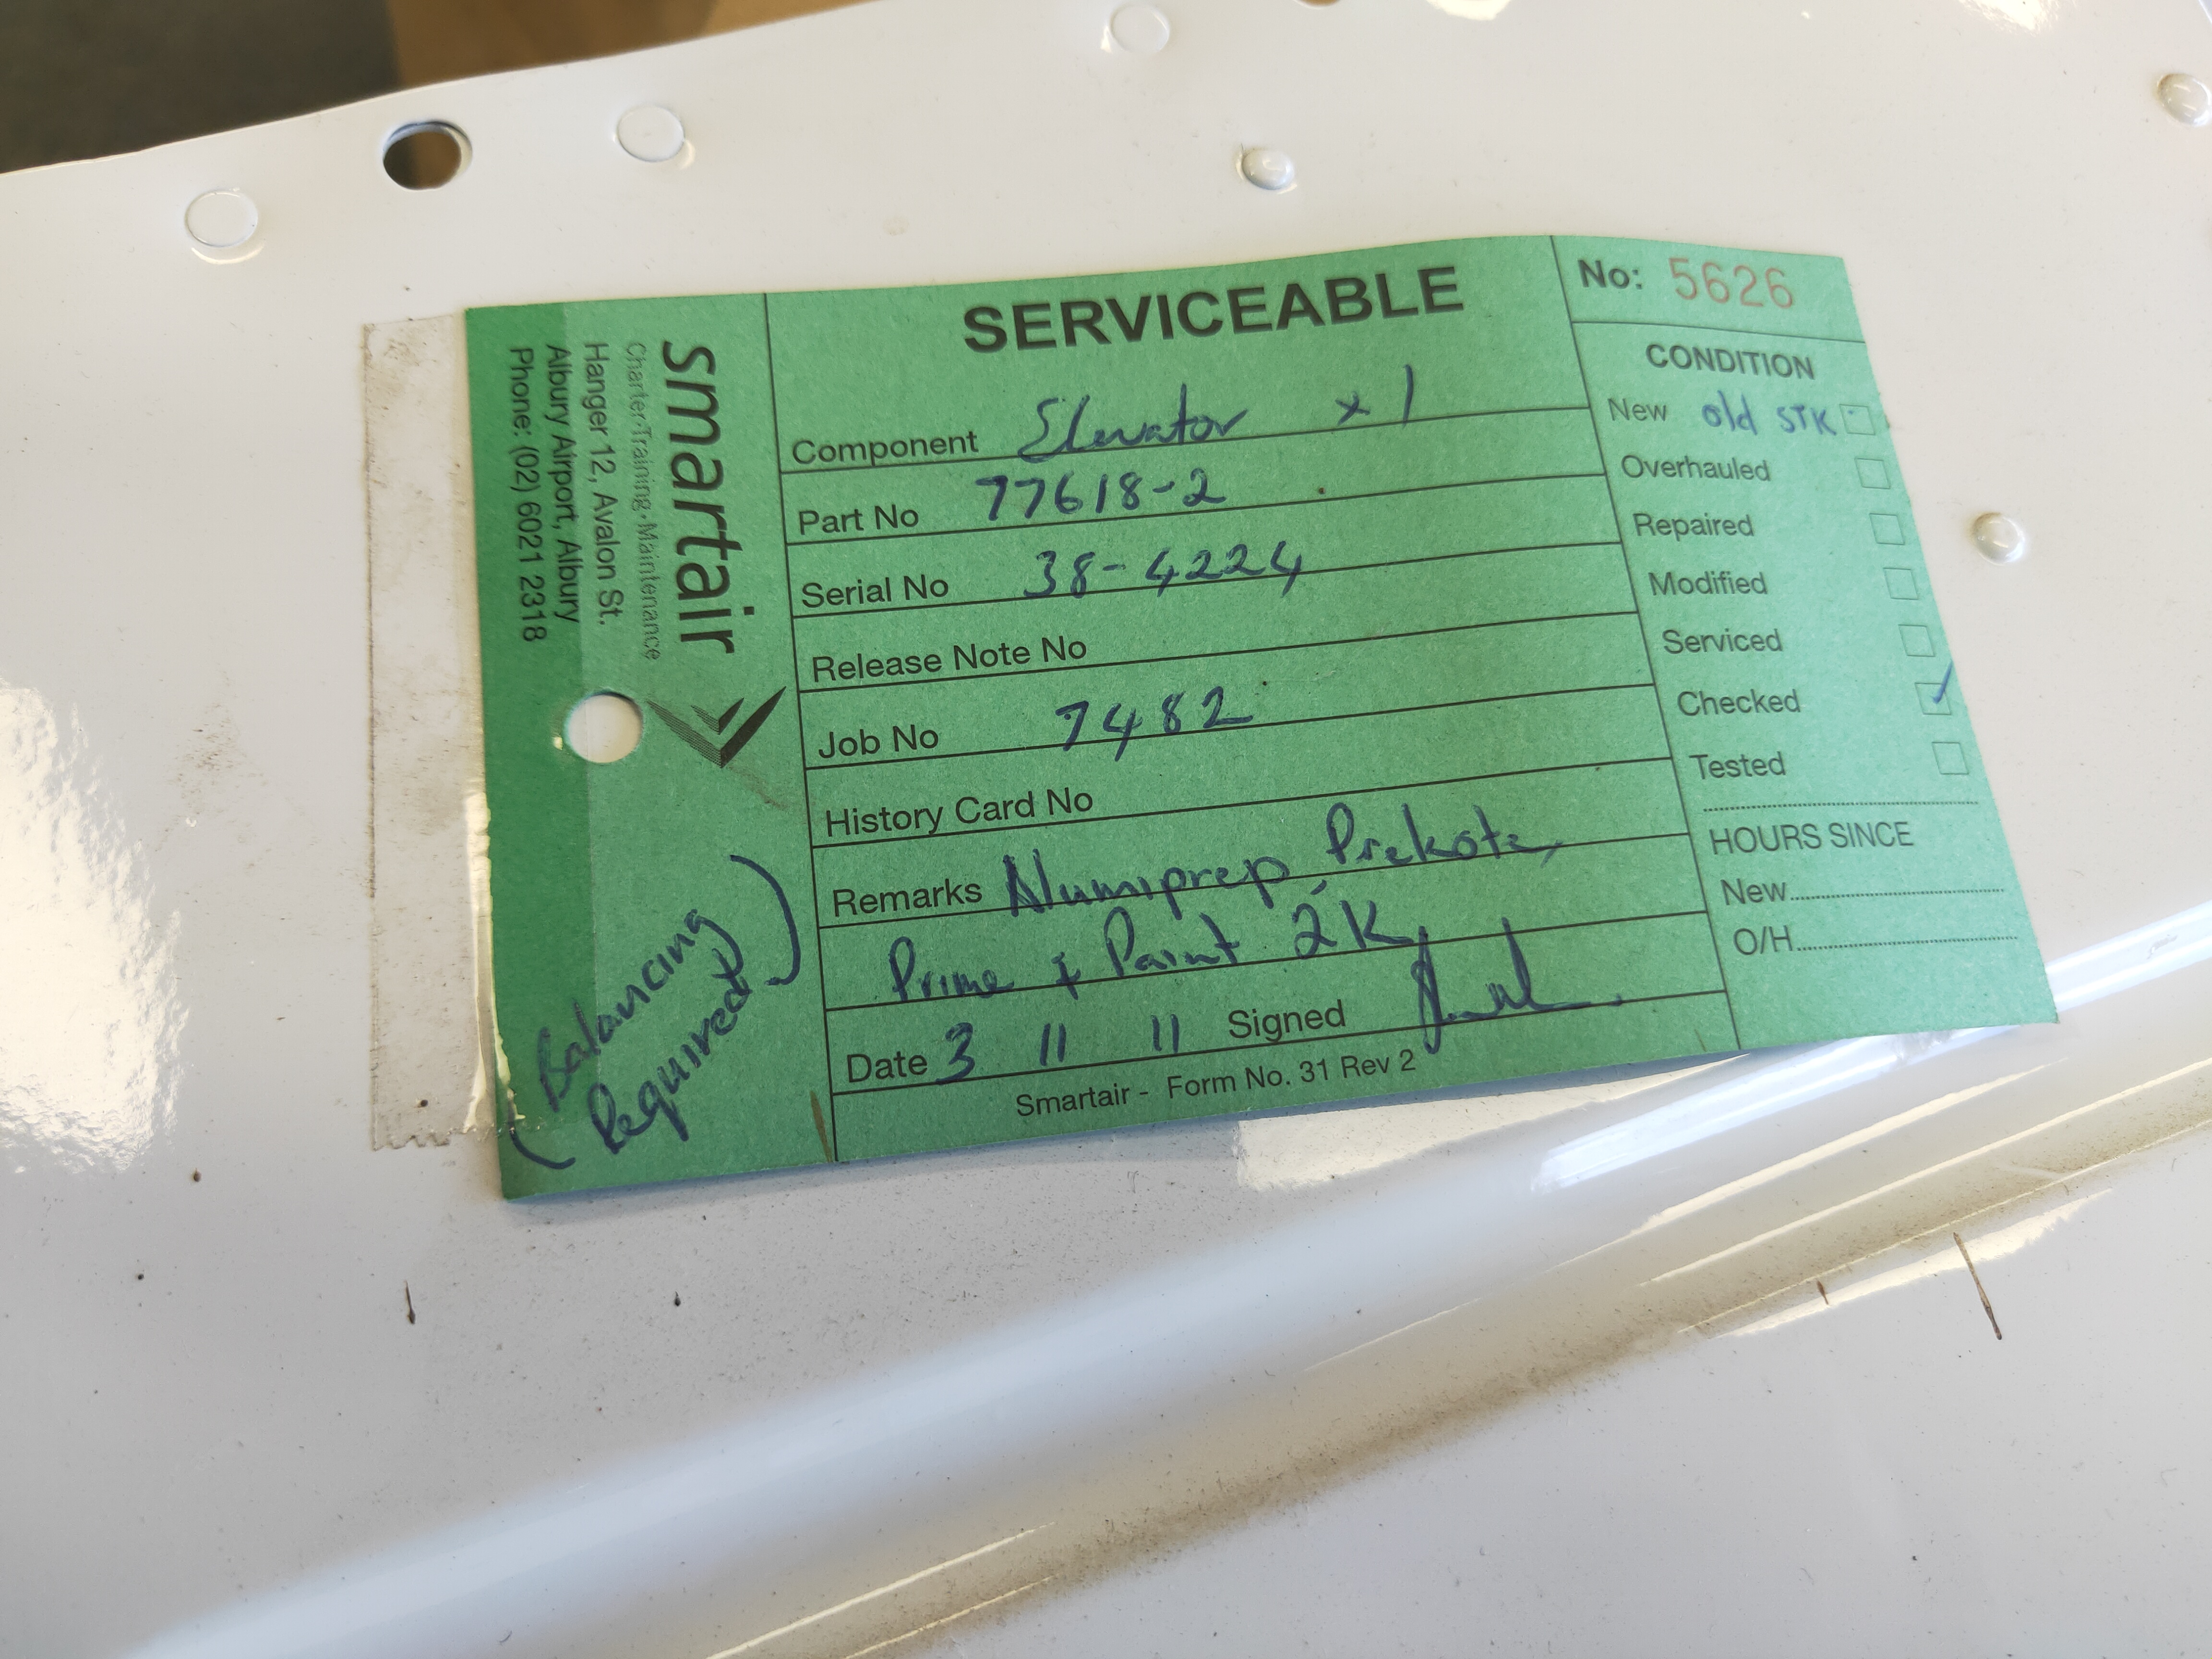 SERVICEABLE
No: 5626
smartair
Charter•Training•Maintenance
Hanger 12, Avalon St.
Albury Airport, Albury
Phone: (02) 6021 2318
(Balancing
Required)
Component Elevator x 1
Part No 77618-2
Serial No 38-4224
Release Note No
Job No 7482
History Card No
Remarks Alumiprep, Prekote,
Prime & Paint 2K,
Date 3 11 11 Signed
Smartair - Form No. 31 Rev 2
CONDITION
New old STK
Overhauled
Repaired
Modified
Serviced
Checked ✓
Tested
HOURS SINCE
New
O/H